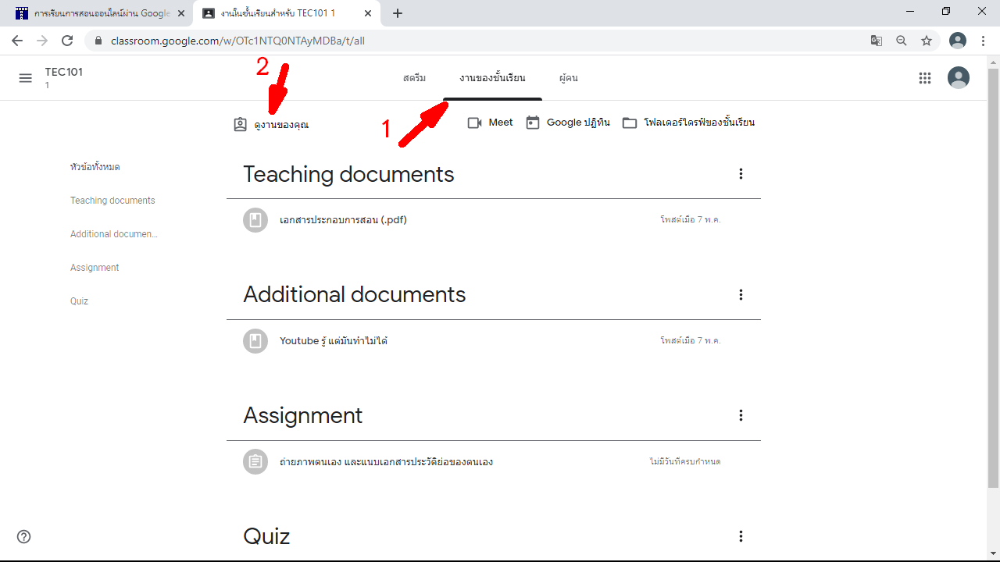 การเรียนการสอนออนไลน์ผ่าน Google
งานในชั้นเรียนสำหรับ TEC101 1
classroom.google.com/w/OTc1NTQ0NTAyMDBa/t/all
TEC101
1
สตรีม
งานของชั้นเรียน
ผู้คน
2
1
ดูงานของคุณ
Meet
Google ปฏิทิน
โฟลเดอร์ไดรฟ์ของชั้นเรียน
หัวข้อทั้งหมด
Teaching documents
Additional documen...
Assignment
Quiz
Teaching documents
เอกสารประกอบการสอน (.pdf)
โพสต์เมื่อ 7 พ.ค.
Additional documents
Youtube รู้ แต่มันทำไม่ได้
โพสต์เมื่อ 7 พ.ค.
Assignment
ถ่ายภาพตนเอง และแนบเอกสารประวัติย่อของตนเอง
ไม่มีวันที่ครบกำหนด
Quiz